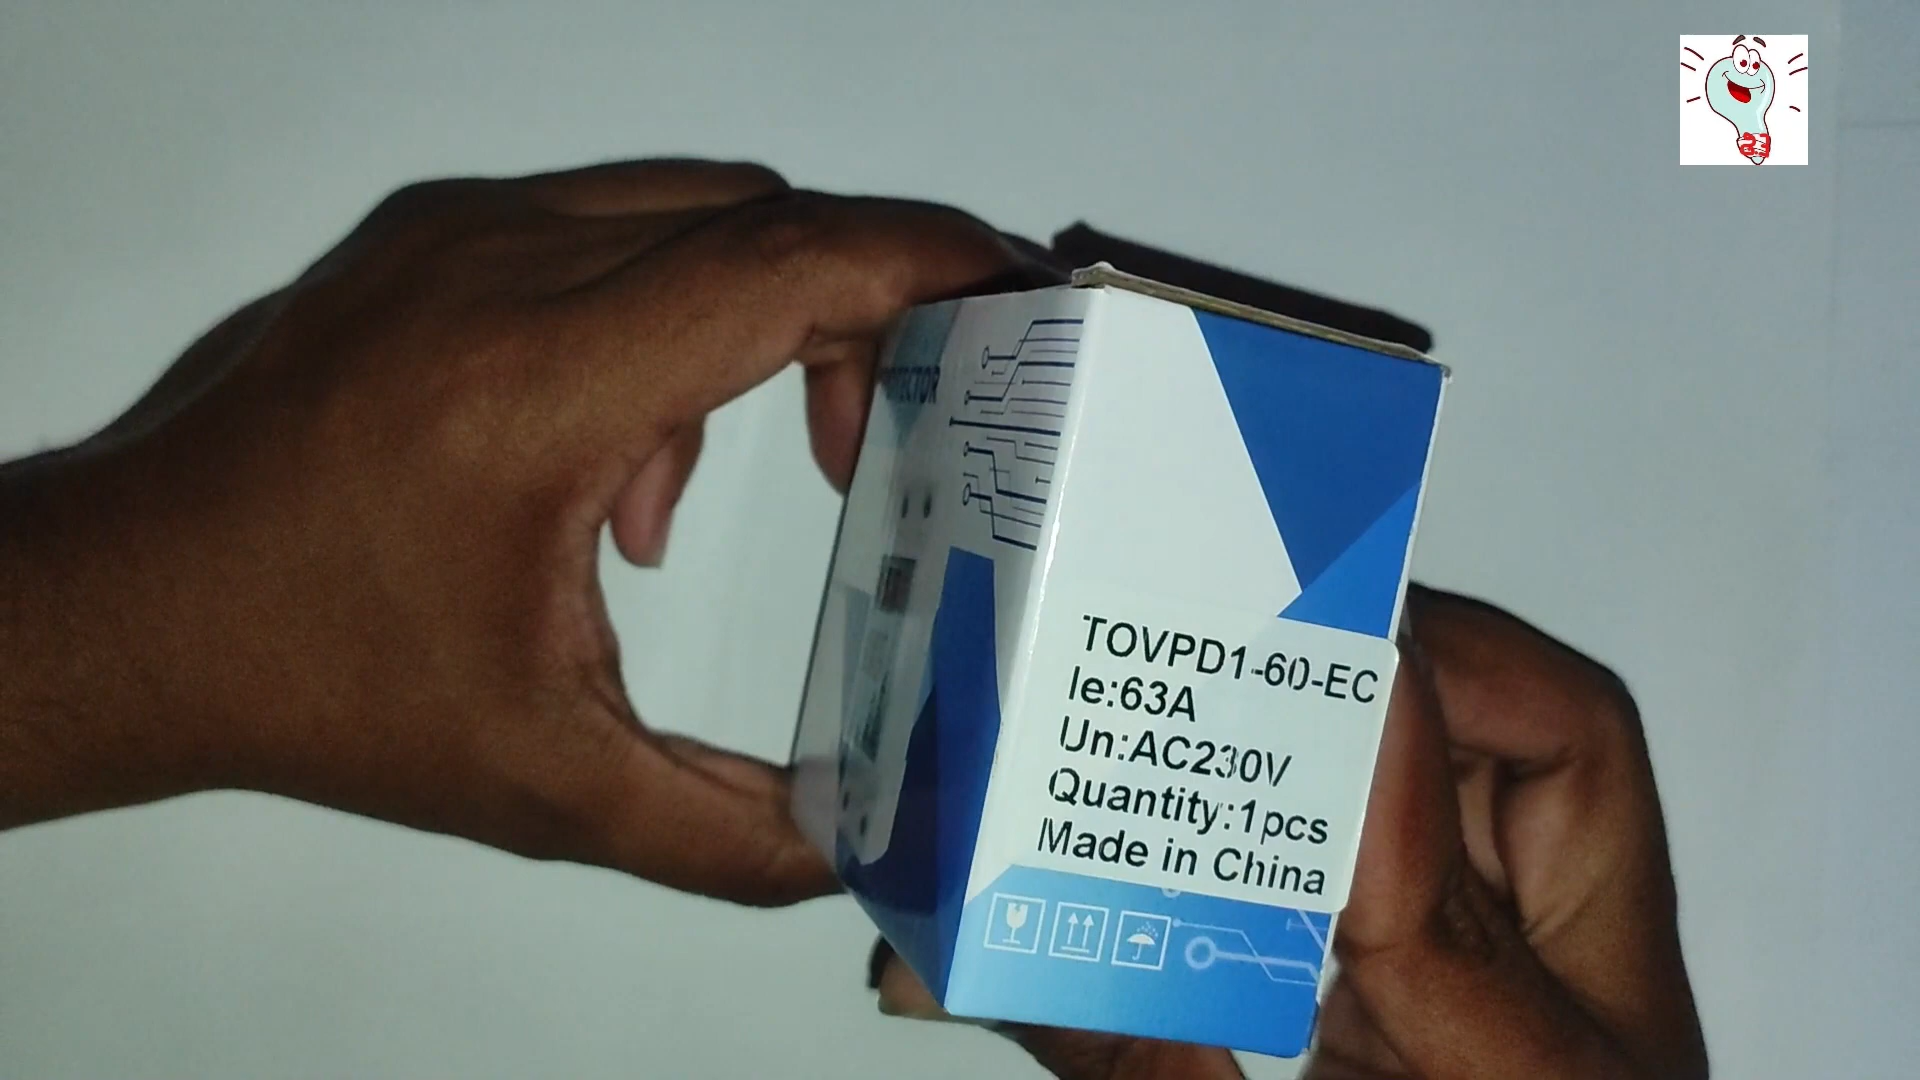 TOVPD1-60-EC
Ie:63A
Un:AC230V
Quantity:1pcs
Made in China